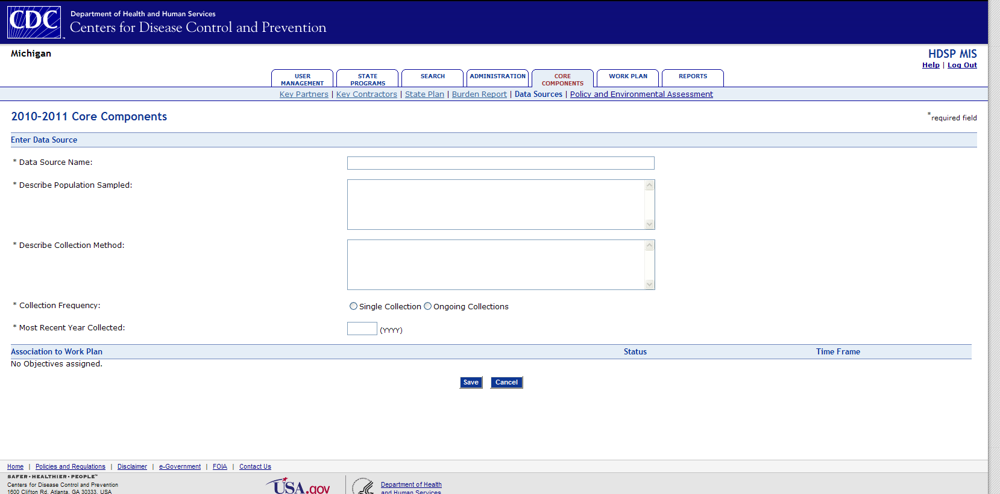 CDC
TM
Department of Health and Human Services
Centers for Disease Control and Prevention
Michigan
HDSP MIS
Help | Log Out
USER MANAGEMENT
STATE PROGRAMS
SEARCH
ADMINISTRATION
CORE COMPONENTS
WORK PLAN
REPORTS
Key Partners | Key Contractors | State Plan | Burden Report | Data Sources | Policy and Environmental Assessment
2010-2011 Core Components
*required field
Enter Data Source
* Data Source Name:
* Describe Population Sampled:
* Describe Collection Method:
* Collection Frequency:
Single Collection Ongoing Collections
* Most Recent Year Collected:
(YYYY)
Association to Work Plan Status Time Frame
No Objectives assigned.
Save Cancel
Home | Policies and Regulations | Disclaimer | e-Government | FOIA | Contact Us
SAFER·HEALTHIER·PEOPLE™
Centers for Disease Control and Prevention
1600 Clifton Rd, Atlanta, GA 30333, USA
USA.gov
Department of Health
and Human Services